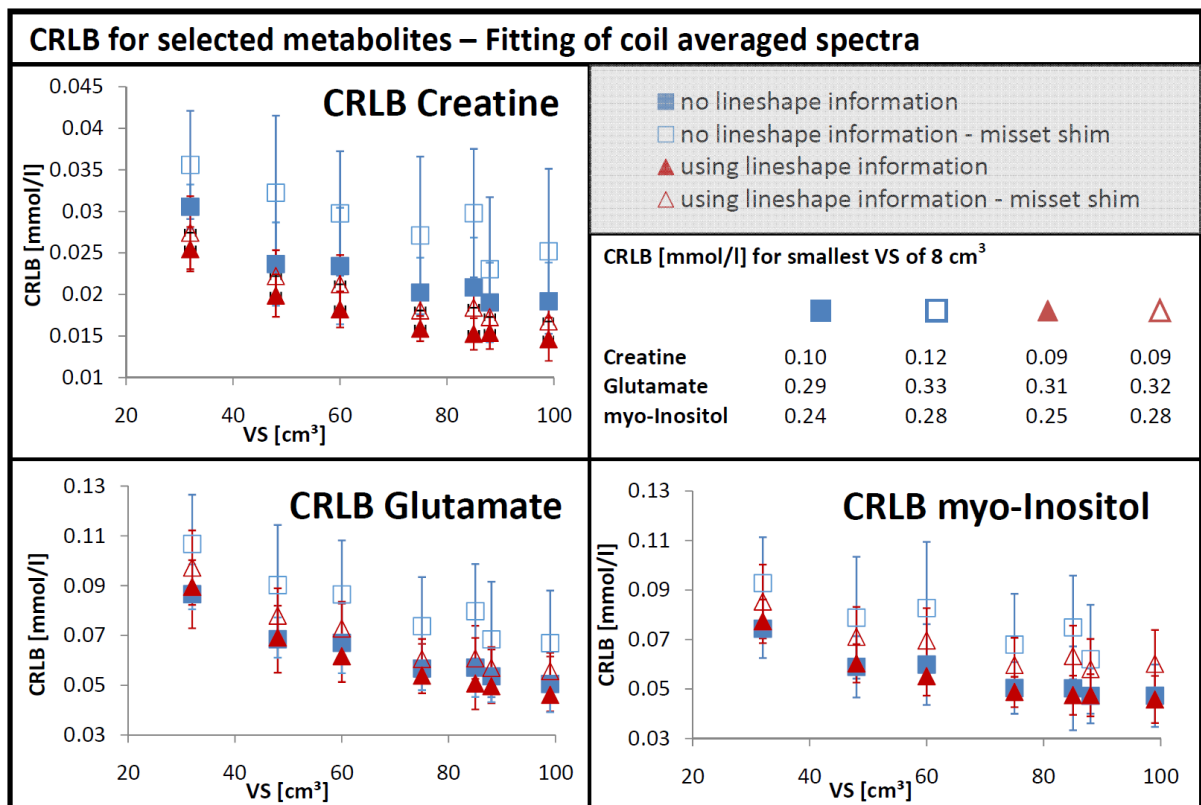 CRLB for selected metabolites – Fitting of coil averaged spectra
CRLB Creatine
CRLB [mmol/l]
0.045
0.04
0.035
0.03
0.025
0.02
0.015
0.01
20 40 60 80 100
VS [cm³]
no lineshape information
no lineshape information - misset shim
using lineshape information
using lineshape information - misset shim
CRLB [mmol/l] for smallest VS of 8 cm³
Creatine 0.10 0.12 0.09 0.09
Glutamate 0.29 0.33 0.31 0.32
myo-Inositol 0.24 0.28 0.25 0.28
CRLB Glutamate
CRLB [mmol/l]
0.13
0.11
0.09
0.07
0.05
0.03
20 40 60 80 100
VS [cm³]
CRLB myo-Inositol
CRLB [mmol/l]
0.13
0.11
0.09
0.07
0.05
0.03
20 40 60 80 100
VS [cm³]